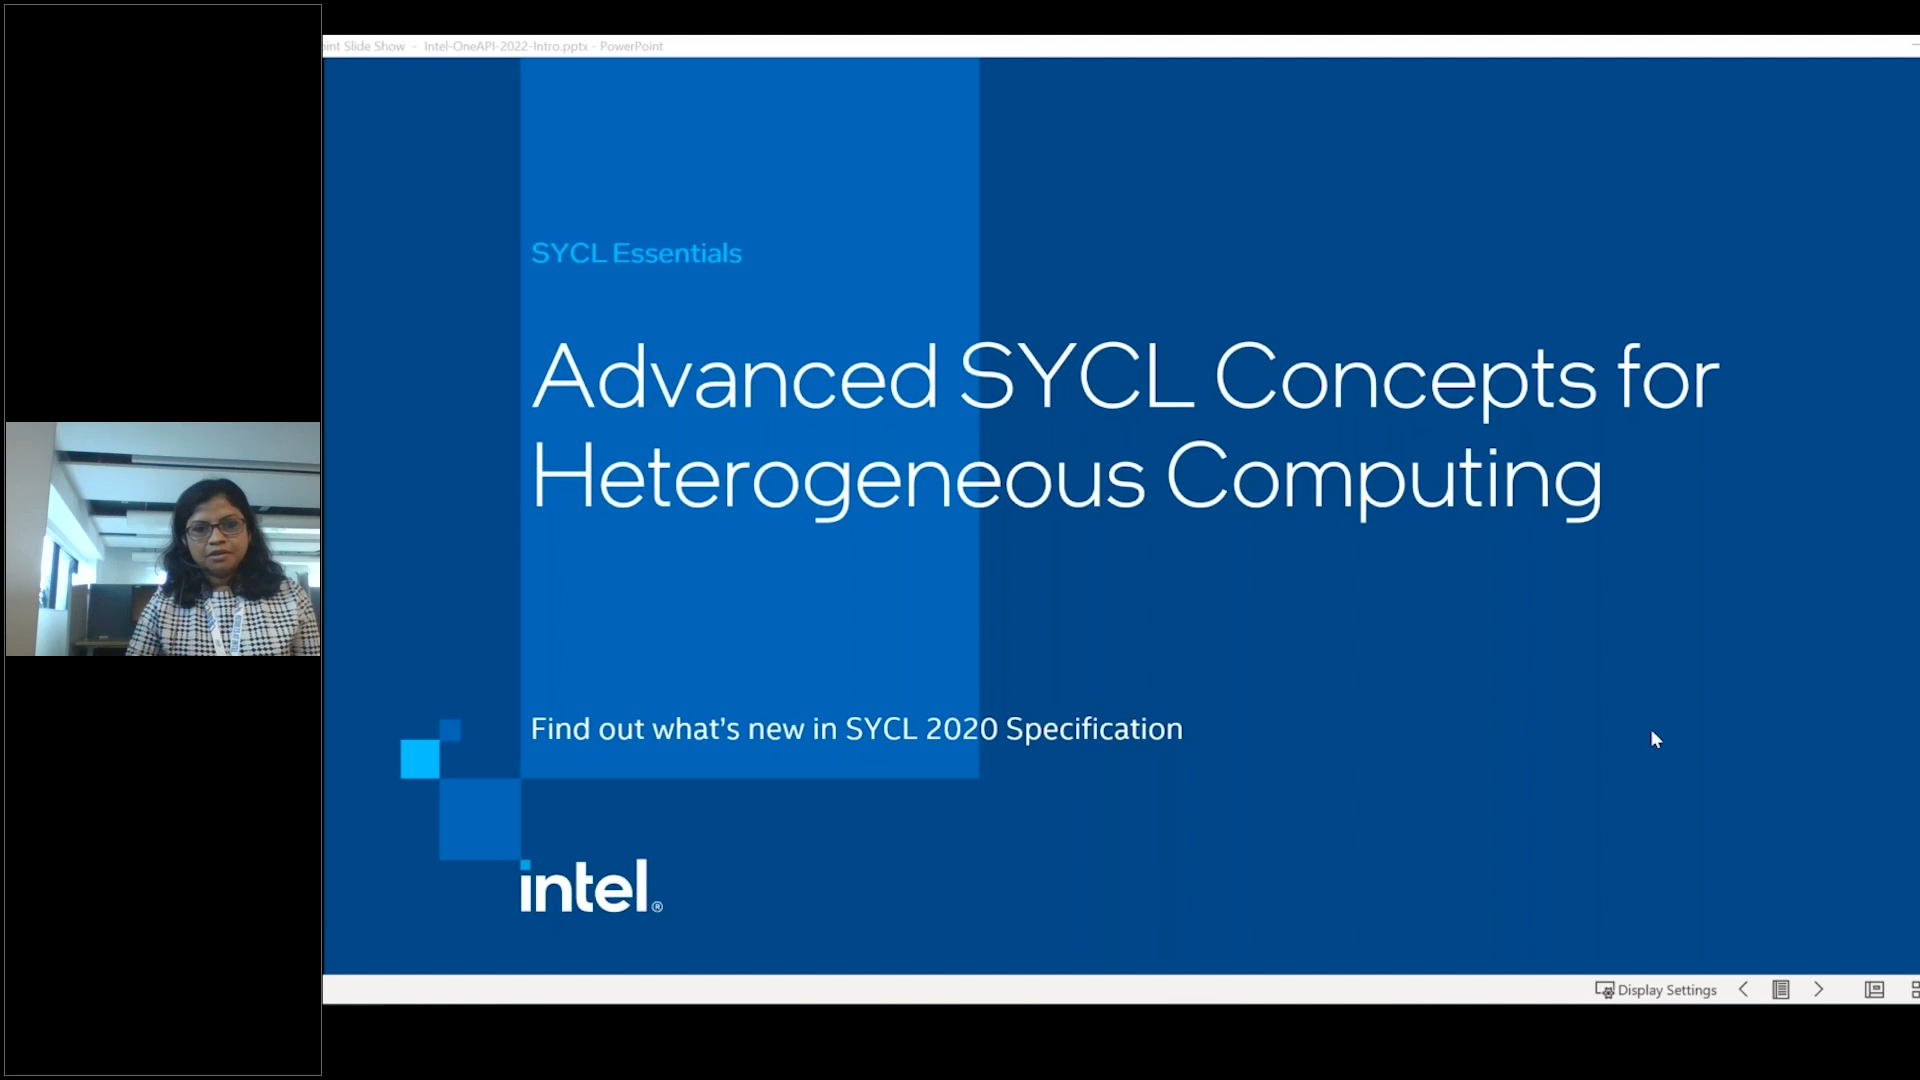 int Slide Show - Intel-OneAPI-2022-Intro.pptx - PowerPoint
SYCL Essentials
Advanced SYCL Concepts for
Heterogeneous Computing
Find out what's new in SYCL 2020 Specification
intel®
Display Settings